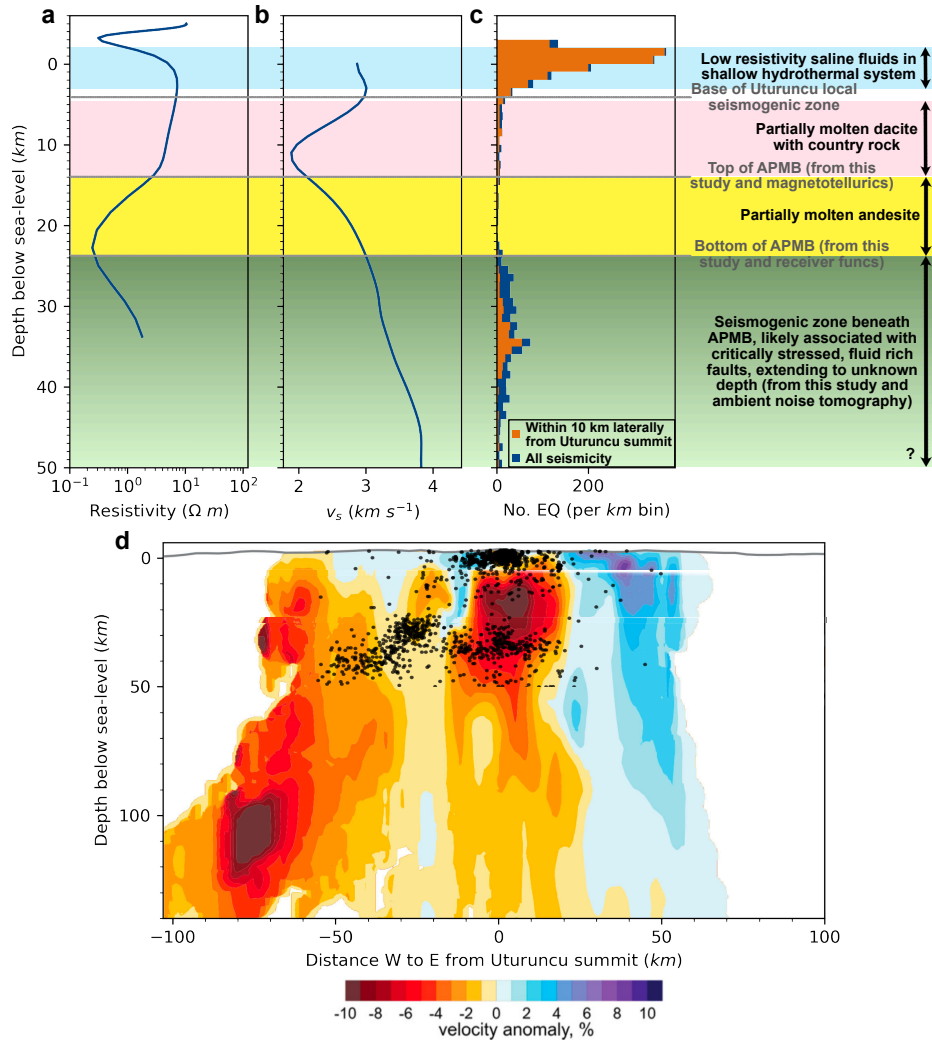 a
b
c
0
10
20
30
40
50
Depth below sea-level (km)
10⁻¹ 10⁰ 10¹ 10²
Resistivity (Ω m)
2 3 4
vₛ (km s⁻¹)
0 200
No. EQ (per km bin)
Within 10 km laterally
from Uturuncu summit
All seismicity
Low resistivity saline fluids in
shallow hydrothermal system
Base of Uturuncu local
seismogenic zone
Partially molten dacite
with country rock
Top of APMB (from this
study and magnetotellurics)
Partially molten andesite
Bottom of APMB (from this
study and receiver funcs)
Seismogenic zone beneath
APMB, likely associated with
critically stressed, fluid rich
faults, extending to unknown
depth (from this study and
ambient noise tomography)
?
d
0
50
100
Depth below sea-level (km)
−100 −50 0 50 100
Distance W to E from Uturuncu summit (km)
-10 -8 -6 -4 -2 0 2 4 6 8 10
velocity anomaly, %